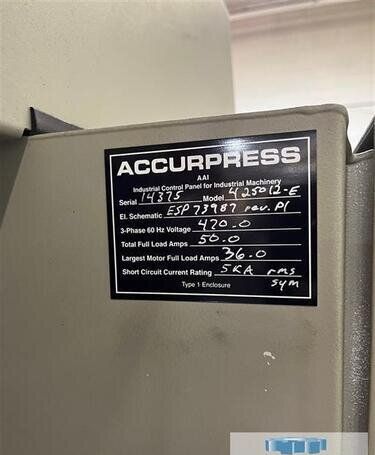 ACCURPRESS
AAI
Industrial Control Panel for Industrial Machinery
Serial 14375 Model 425012-E
El. Schematic ESP 73987 rev. P1
3-Phase 60 Hz Voltage 470.0
Total Full Load Amps 50.0
Largest Motor Full Load Amps 36.0
Short Circuit Current Rating 5KA rms
sym
Type 1 Enclosure